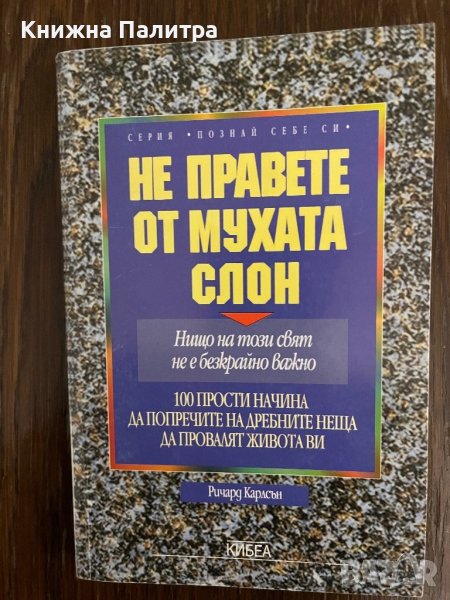 Книжна Палитра
СЕРИЯ • ПОЗНАЙ СЕБЕ СИ •
НЕ ПРАВЕТЕ
ОТ МУХАТА
СЛОН
Нищо на този свят
не е безкрайно важно
100 ПРОСТИ НАЧИНА
ДА ПОПРЕЧИТЕ НА ДРЕБНИТЕ НЕЩА
ДА ПРОВАЛЯТ ЖИВОТА ВИ
Ричард Карлсън
КИБЕА